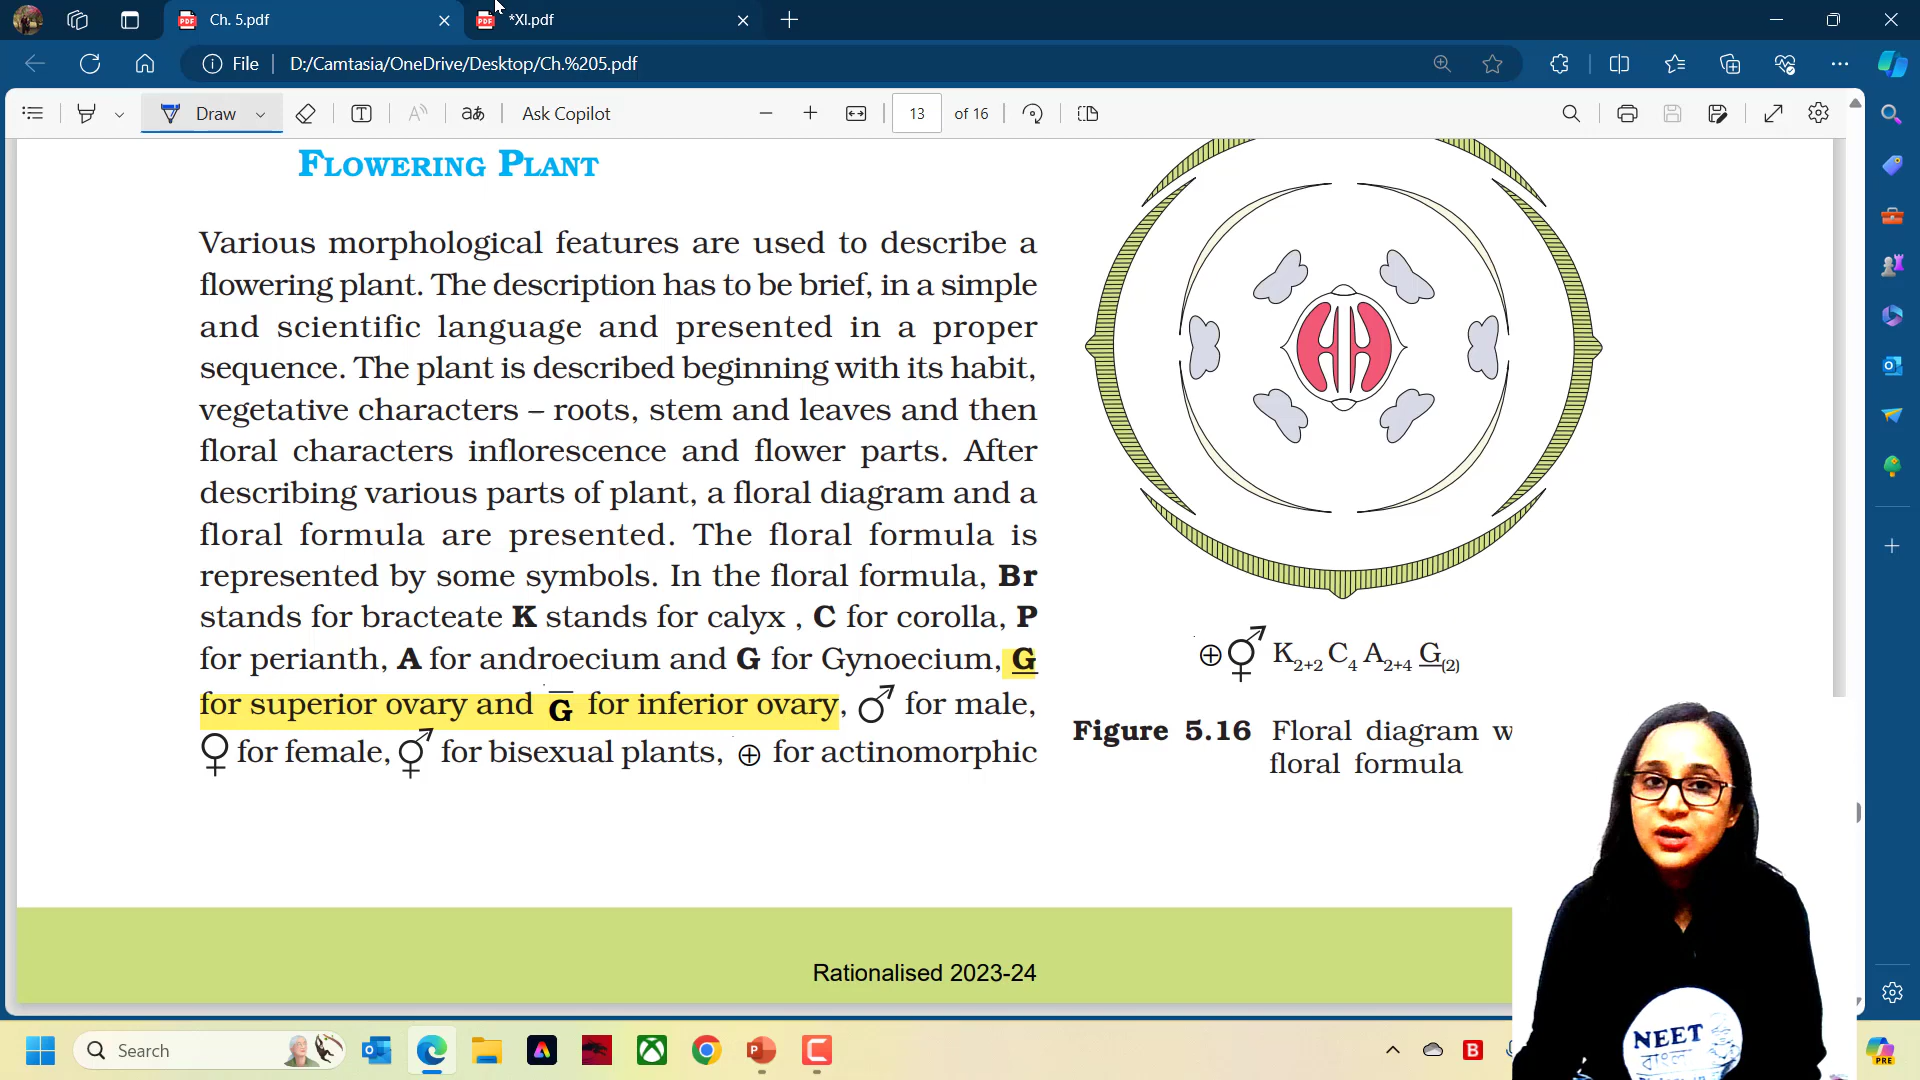 Ch. 5.pdf
*XI.pdf
File
D:/Camtasia/OneDrive/Desktop/Ch.%205.pdf
Draw
Ask Copilot
13
of 16
FLOWERING PLANT
Various morphological features are used to describe a
flowering plant. The description has to be brief, in a simple
and scientific language and presented in a proper
sequence. The plant is described beginning with its habit,
vegetative characters – roots, stem and leaves and then
floral characters inflorescence and flower parts. After
describing various parts of plant, a floral diagram and a
floral formula are presented. The floral formula is
represented by some symbols. In the floral formula, Br
stands for bracteate K stands for calyx , C for corolla, P
for perianth, A for androecium and G for Gynoecium, G
for superior ovary and G̅ for inferior ovary, ♂ for male,
♀ for female, ⚥ for bisexual plants, ⊕ for actinomorphic
⊕ ⚥ K2+2 C4 A2+4 G(2)
Figure 5.16 Floral diagram w
floral formula
Rationalised 2023-24
NEET
বাংলা
Search
PRE